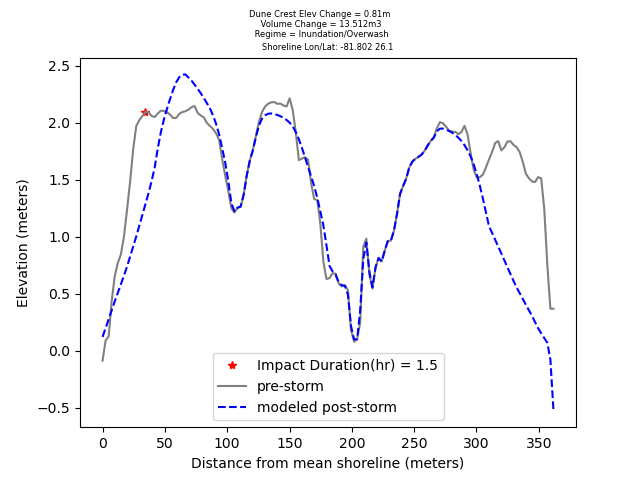 Dune Crest Elev Change = 0.81m
Volume Change = 13.512m3
Regime = Inundation/Overwash
Shoreline Lon/Lat: -81.802 26.1
2.5
2.0
1.5
1.0
0.5
0.0
−0.5
Elevation (meters)
Impact Duration(hr) = 1.5
pre-storm
modeled post-storm
0 50 100 150 200 250 300 350
Distance from mean shoreline (meters)